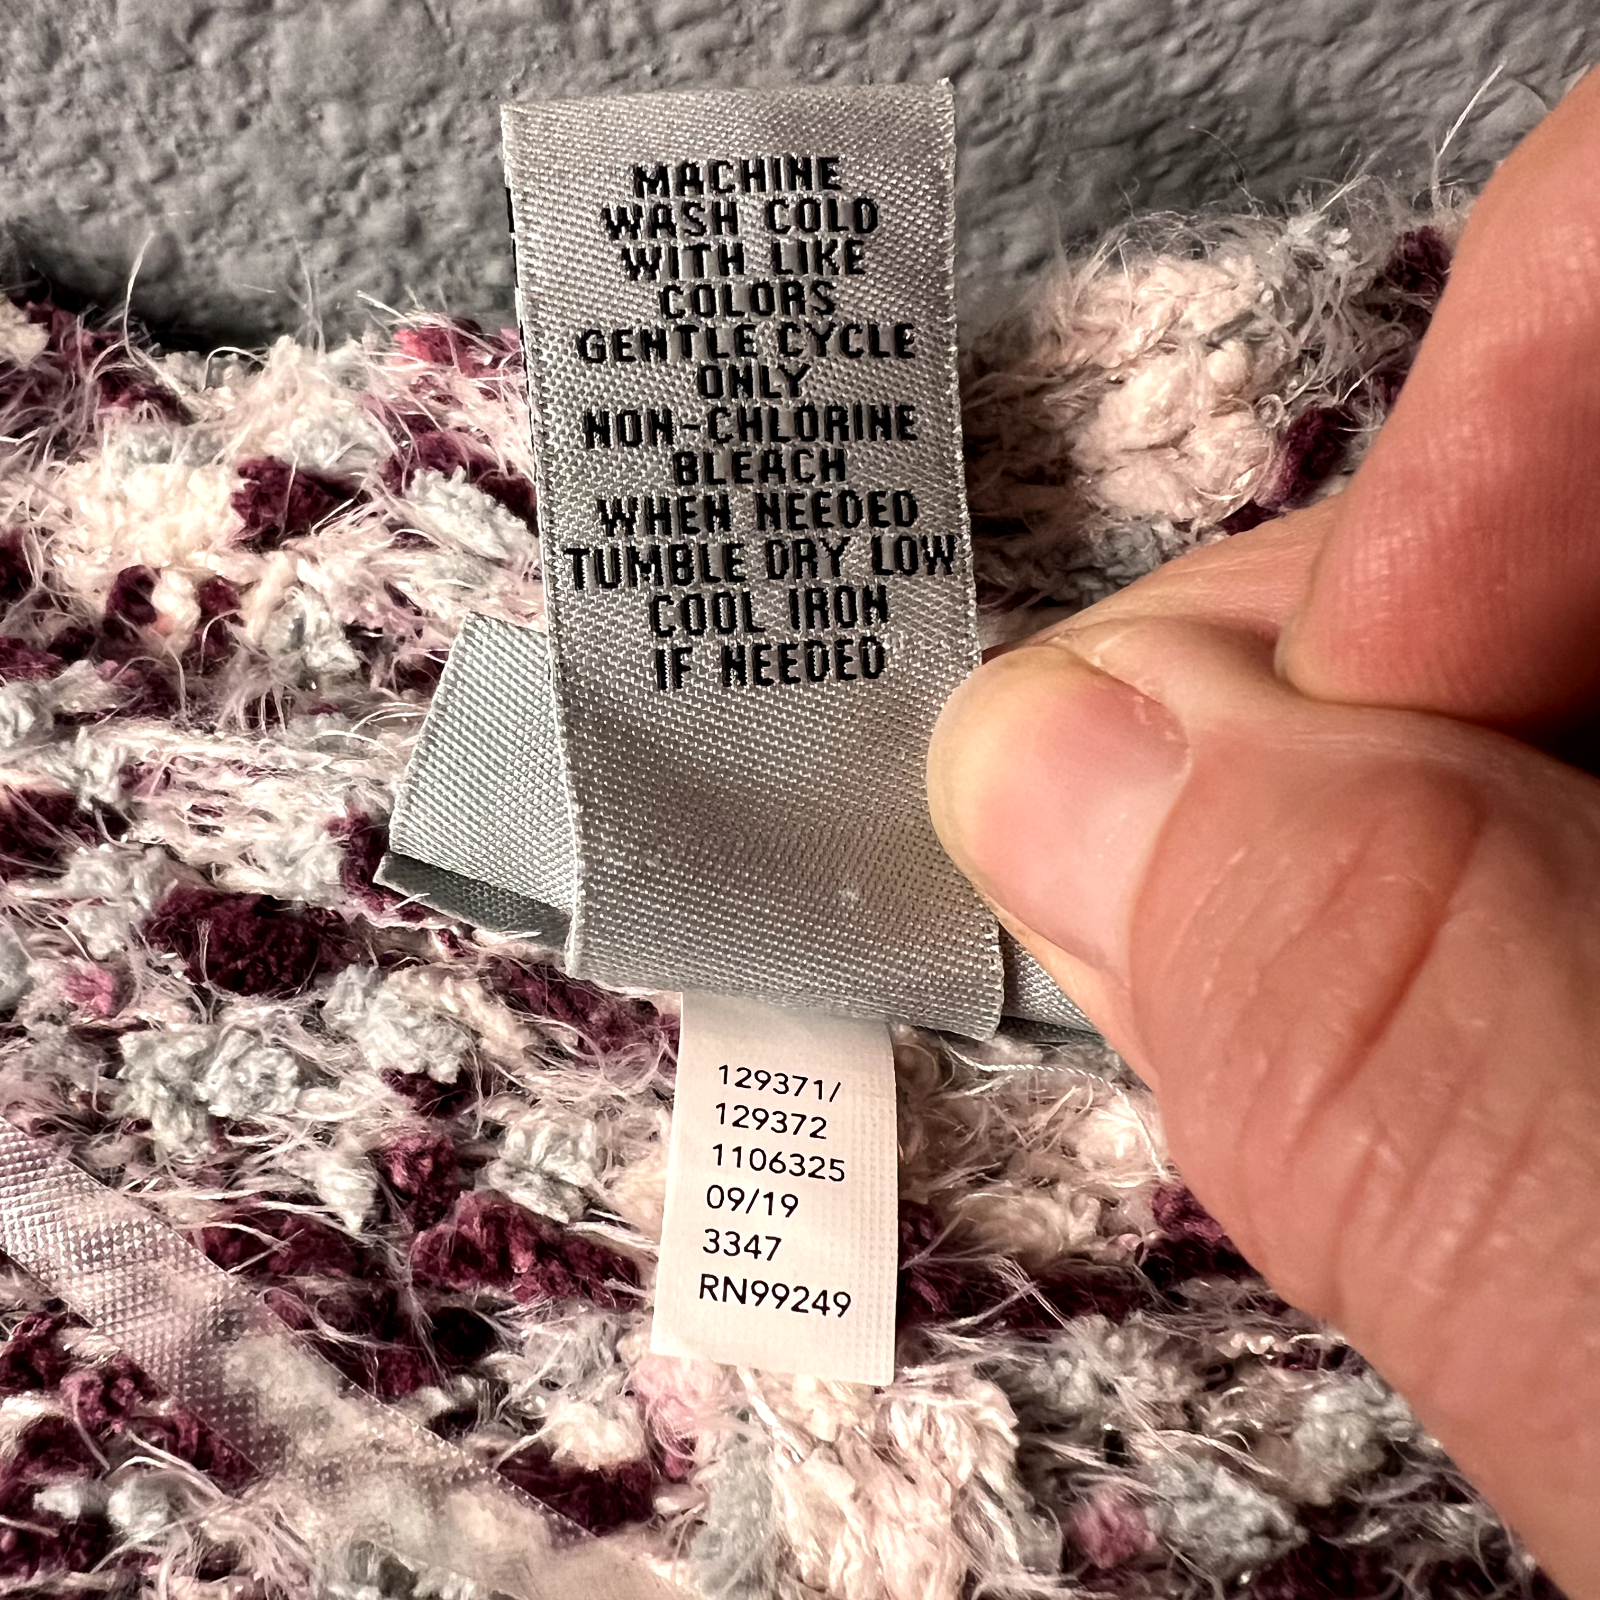 MACHINE
WASH COLD
WITH LIKE
COLORS
GENTLE CYCLE
ONLY
NON-CHLORINE
BLEACH
WHEN NEEDED
TUMBLE DRY LOW
COOL IRON
IF NEEDED
129371/
129372
1106325
09/19
3347
RN99249